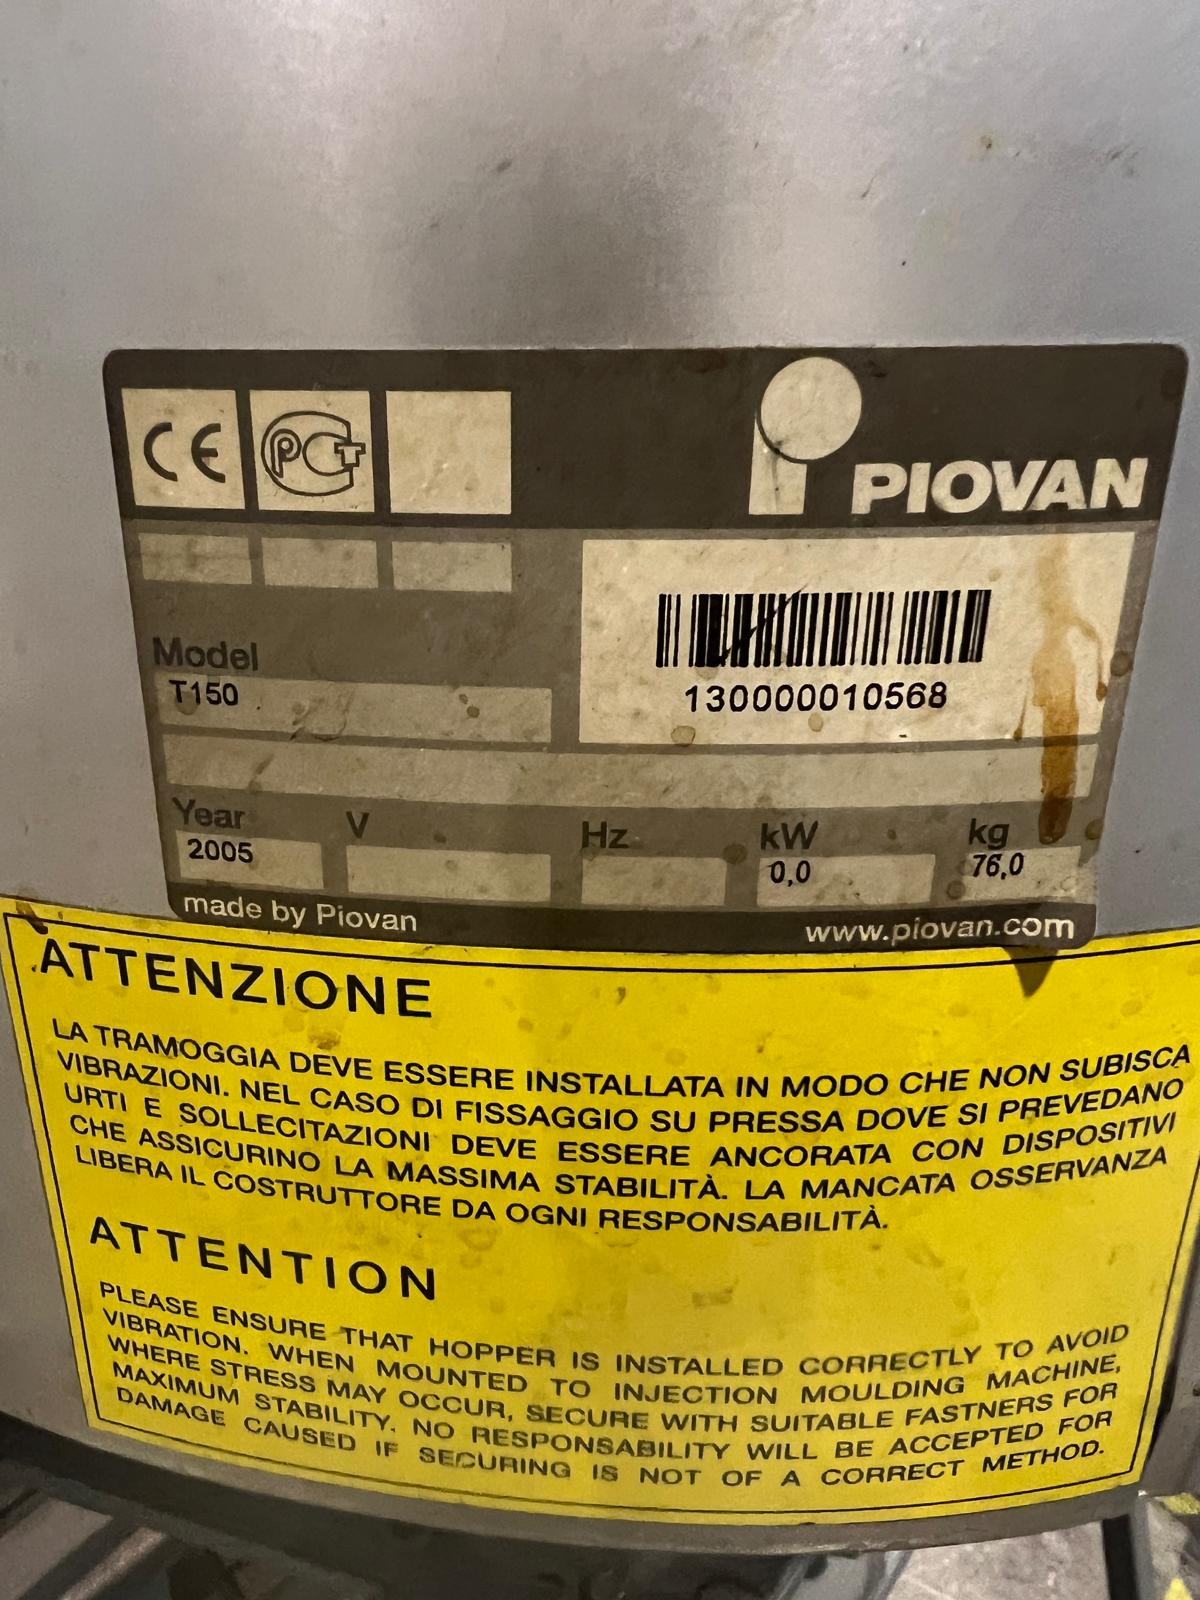 CE PCT
PIOVAN
130000010568
Model
T150
Year V Hz kW kg
2005 0,0 76,0
made by Piovan www.piovan.com
ATTENZIONE
LA TRAMOGGIA DEVE ESSERE INSTALLATA IN MODO CHE NON SUBISCA
VIBRAZIONI. NEL CASO DI FISSAGGIO SU PRESSA DOVE SI PREVEDANO
URTI E SOLLECITAZIONI DEVE ESSERE ANCORATA CON DISPOSITIVI
CHE ASSICURINO LA MASSIMA STABILITÀ. LA MANCATA OSSERVANZA
LIBERA IL COSTRUTTORE DA OGNI RESPONSABILITÀ.
ATTENTION
PLEASE ENSURE THAT HOPPER IS INSTALLED CORRECTLY TO AVOID
VIBRATION. WHEN MOUNTED TO INJECTION MOULDING MACHINE,
WHERE STRESS MAY OCCUR, SECURE WITH SUITABLE FASTNERS FOR
MAXIMUM STABILITY. NO RESPONSABILITY WILL BE ACCEPTED FOR
DAMAGE CAUSED IF SECURING IS NOT OF A CORRECT METHOD.